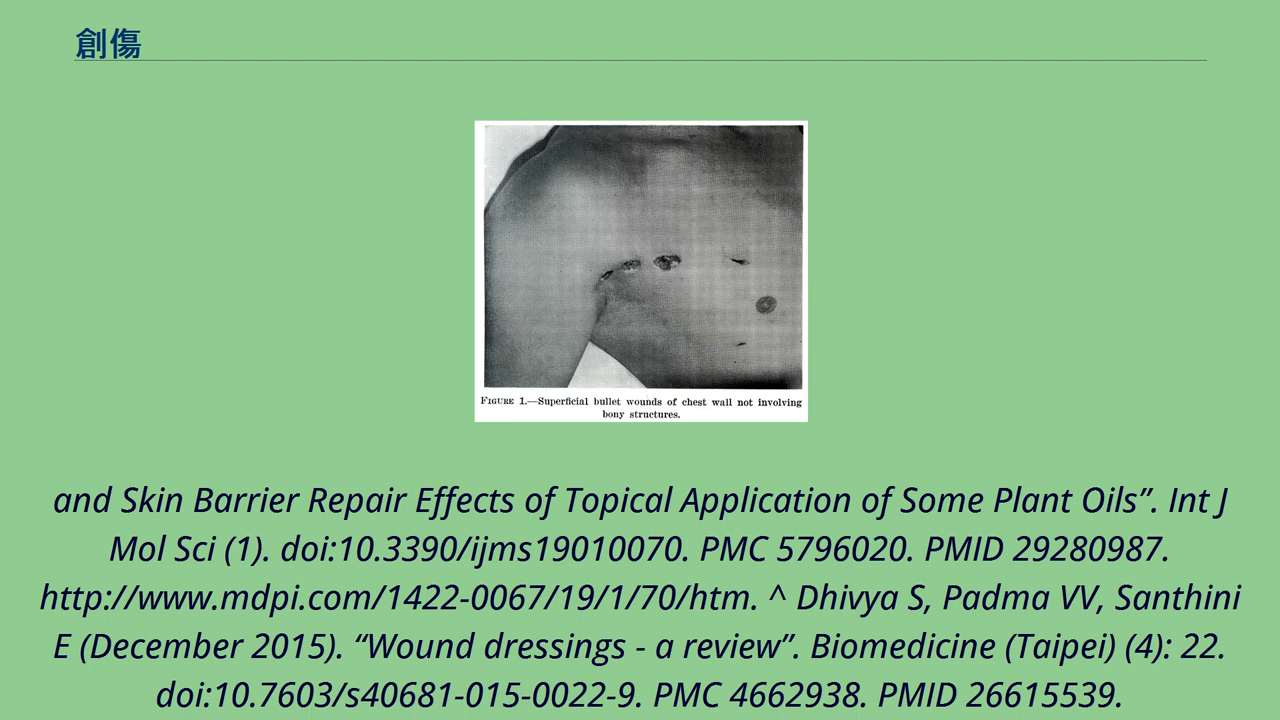 創傷
FIGURE 1.—Superficial bullet wounds of chest wall not involving
bony structures.
and Skin Barrier Repair Effects of Topical Application of Some Plant Oils”. Int J
Mol Sci (1). doi:10.3390/ijms19010070. PMC 5796020. PMID 29280987.
http://www.mdpi.com/1422-0067/19/1/70/htm. ^ Dhivya S, Padma VV, Santhini
E (December 2015). “Wound dressings - a review”. Biomedicine (Taipei) (4): 22.
doi:10.7603/s40681-015-0022-9. PMC 4662938. PMID 26615539.